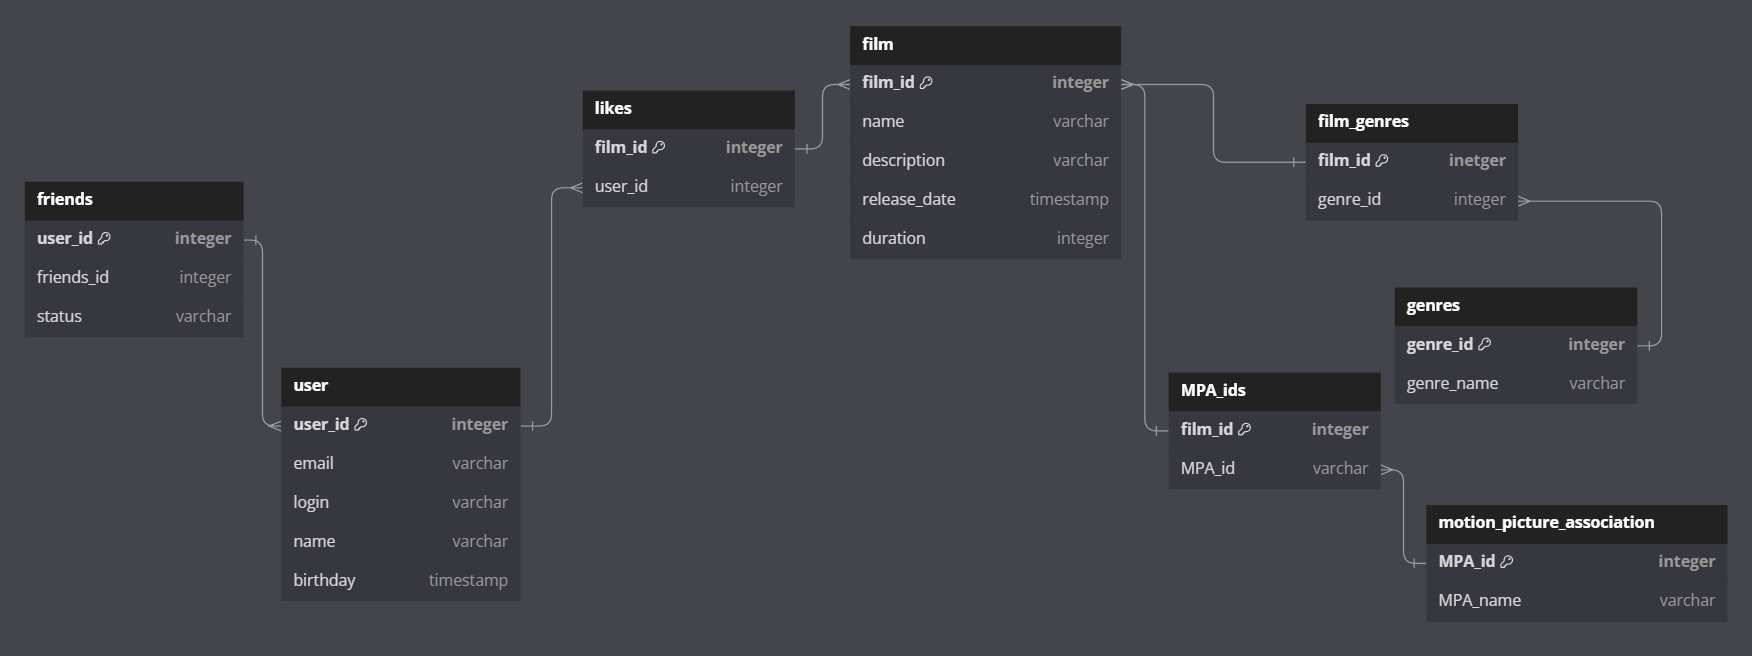 friends
user_id integer
friends_id integer
status varchar
user
user_id integer
email varchar
login varchar
name varchar
birthday timestamp
likes
film_id integer
user_id integer
film
film_id integer
name varchar
description varchar
release_date timestamp
duration integer
film_genres
film_id inetger
genre_id integer
genres
genre_id integer
genre_name varchar
MPA_ids
film_id integer
MPA_id varchar
motion_picture_association
MPA_id integer
MPA_name varchar